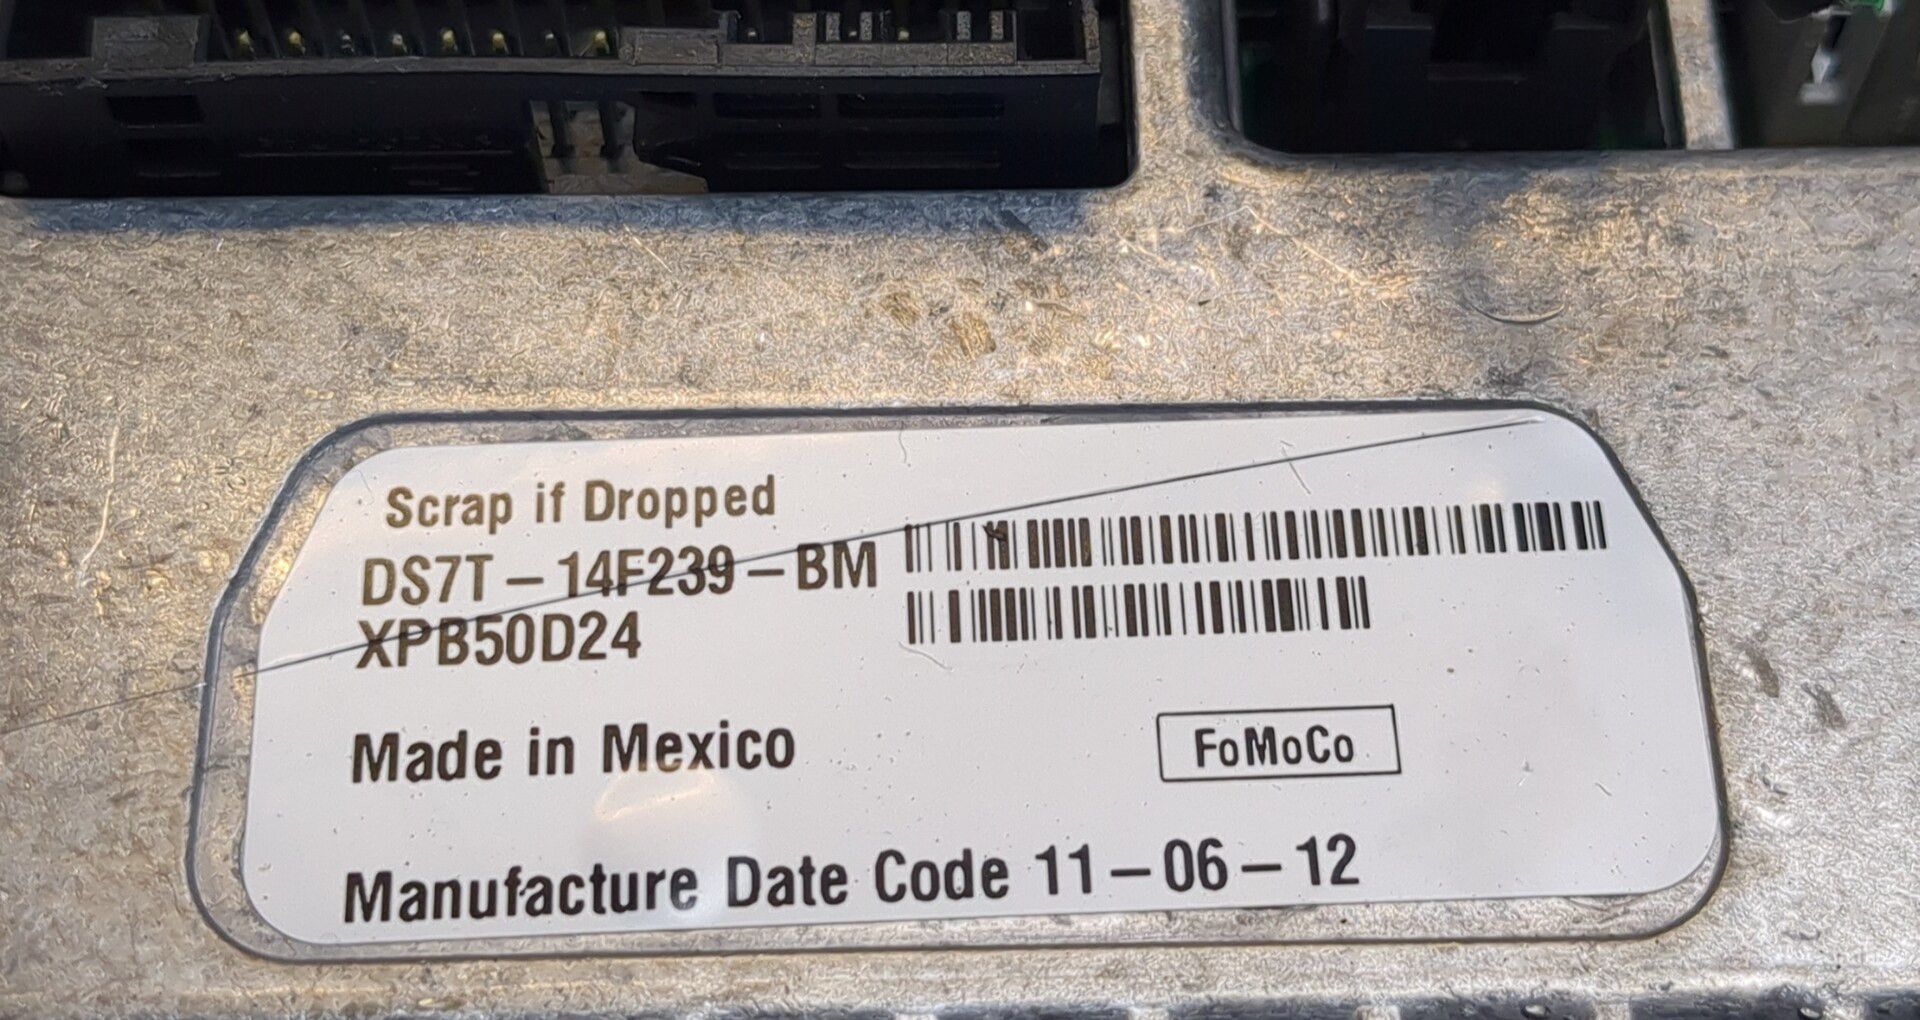 Scrap if Dropped
DS7T-14F239-BM
XPB50D24
Made in Mexico
FoMoCo
Manufacture Date Code 11-06-12